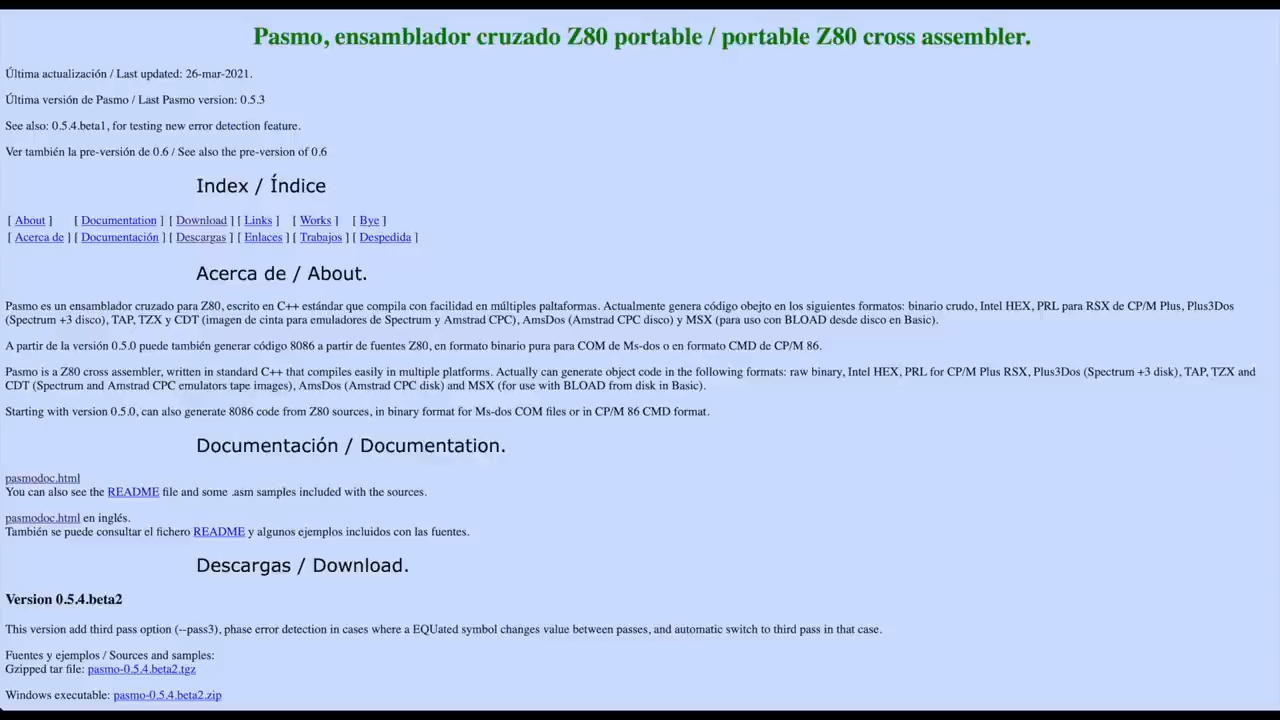 Pasmo, ensamblador cruzado Z80 portable / portable Z80 cross assembler.
Última actualización / Last updated: 26-mar-2021.
Última versión de Pasmo / Last Pasmo version: 0.5.3
See also: 0.5.4.beta1, for testing new error detection feature.
Ver también la pre-versión de 0.6 / See also the pre-version of 0.6
Index / Índice
[ About ] [ Documentation ] [ Download ] [ Links ] [ Works ] [ Bye ]
[ Acerca de ] [ Documentación ] [ Descargas ] [ Enlaces ] [ Trabajos ] [ Despedida ]
Acerca de / About.
Pasmo es un ensamblador cruzado para Z80, escrito en C++ estándar que compila con facilidad en múltiples paltaformas. Actualmente genera código obejto en los siguientes formatos: binario crudo, Intel HEX, PRL para RSX de CP/M Plus, Plus3Dos
(Spectrum +3 disco), TAP, TZX y CDT (imagen de cinta para emuladores de Spectrum y Amstrad CPC), AmsDos (Amstrad CPC disco) y MSX (para uso con BLOAD desde disco en Basic).
A partir de la versión 0.5.0 puede también generar código 8086 a partir de fuentes Z80, en formato binario pura para COM de Ms-dos o en formato CMD de CP/M 86.
Pasmo is a Z80 cross assembler, written in standard C++ that compiles easily in multiple platforms. Actually can generate object code in the following formats: raw binary, Intel HEX, PRL for CP/M Plus RSX, Plus3Dos (Spectrum +3 disk), TAP, TZX and
CDT (Spectrum and Amstrad CPC emulators tape images), AmsDos (Amstrad CPC disk) and MSX (for use with BLOAD from disk in Basic).
Starting with version 0.5.0, can also generate 8086 code from Z80 sources, in binary format for Ms-dos COM files or in CP/M 86 CMD format.
Documentación / Documentation.
pasmodoc.html
You can also see the README file and some .asm samples included with the sources.
pasmodoc.html en inglés.
También se puede consultar el fichero README y algunos ejemplos incluidos con las fuentes.
Descargas / Download.
Version 0.5.4.beta2
This version add third pass option (--pass3), phase error detection in cases where a EQUated symbol changes value between passes, and automatic switch to third pass in that case.
Fuentes y ejemplos / Sources and samples:
Gzipped tar file: pasmo-0.5.4.beta2.tgz
Windows executable: pasmo-0.5.4.beta2.zip